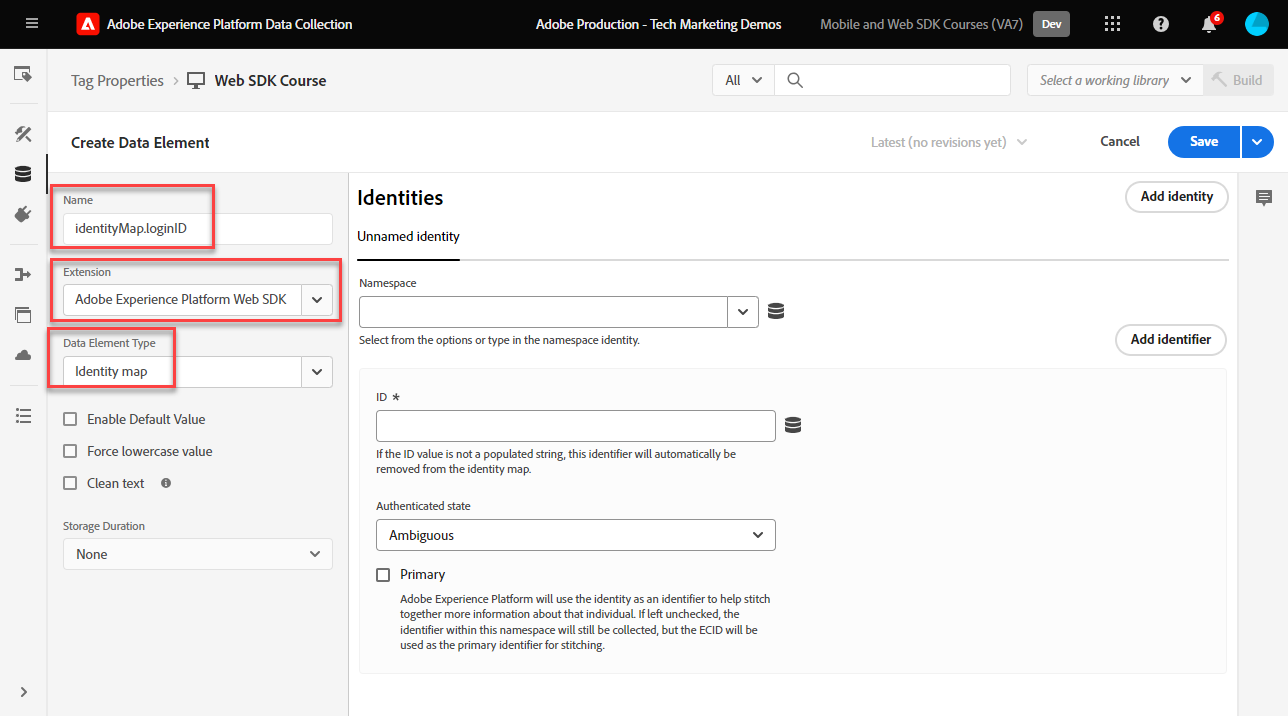 Adobe Experience Platform Data Collection
Adobe Production - Tech Marketing Demos
Mobile and Web SDK Courses (VA7)
Dev
6
Tag Properties
Web SDK Course
All
Select a working library
Build
Create Data Element
Latest (no revisions yet)
Cancel
Save
Name
identityMap.loginID
Extension
Adobe Experience Platform Web SDK
Data Element Type
Identity map
Enable Default Value
Force lowercase value
Clean text
Storage Duration
None
Identities
Add identity
Unnamed identity
Namespace
Select from the options or type in the namespace identity.
Add identifier
ID *
If the ID value is not a populated string, this identifier will automatically be
removed from the identity map.
Authenticated state
Ambiguous
Primary
Adobe Experience Platform will use the identity as an identifier to help stitch
together more information about that individual. If left unchecked, the
identifier within this namespace will still be collected, but the ECID will be
used as the primary identifier for stitching.